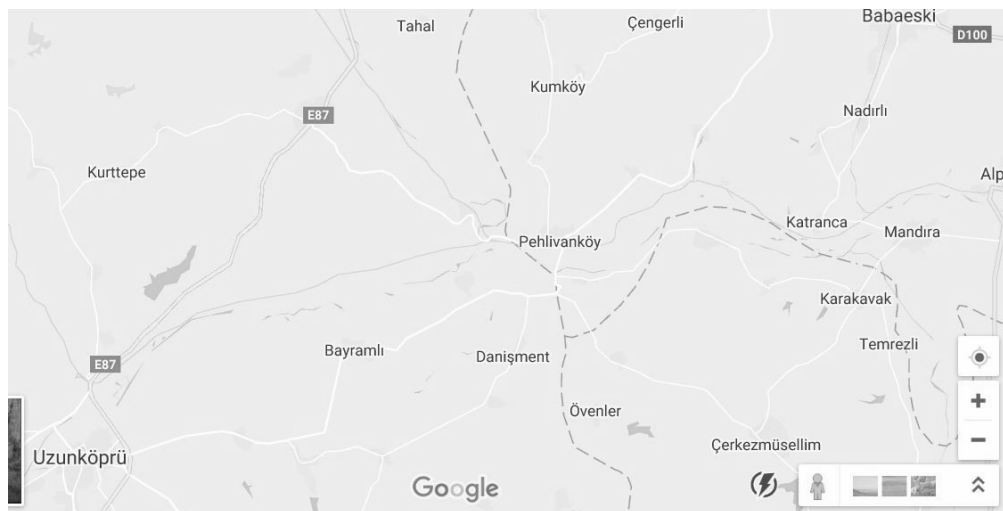 Tahal
Çengerli
Babaeski
D100
Kumköy
E87
Nadırlı
Kurttepe
Alp
Katranca
Pehlivanköy
Mandıra
Karakavak
Bayramlı
Danişment
Temrezli
E87
Övenler
Çerkezmüsellim
Uzunköprü
Google